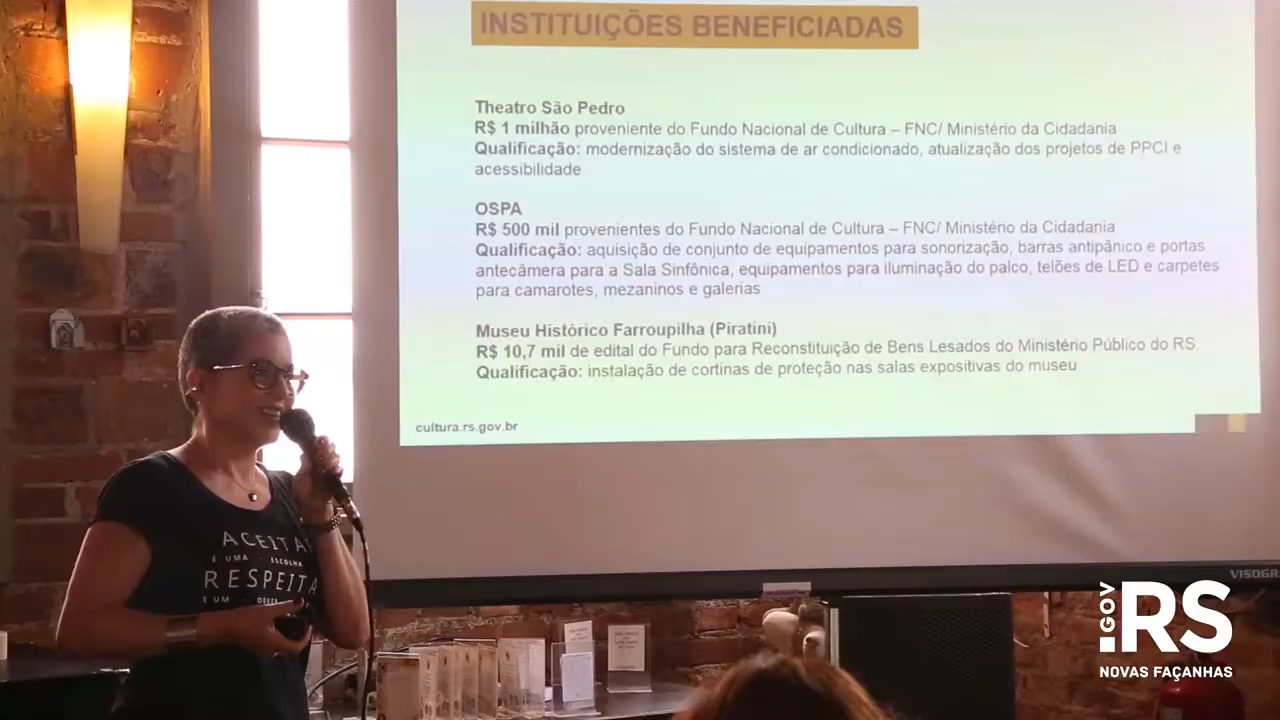 INSTITUIÇÕES BENEFICIADAS
Theatro São Pedro
R$ 1 milhão proveniente do Fundo Nacional de Cultura – FNC/ Ministério da Cidadania
Qualificação: modernização do sistema de ar condicionado, atualização dos projetos de PPCI e
acessibilidade
OSPA
R$ 500 mil provenientes do Fundo Nacional de Cultura – FNC/ Ministério da Cidadania
Qualificação: aquisição de conjunto de equipamentos para sonorização, barras antipânico e portas
antecâmera para a Sala Sinfônica, equipamentos para iluminação do palco, telões de LED e carpetes
para camarotes, mezaninos e galerias
Museu Histórico Farroupilha (Piratini)
R$ 10,7 mil de edital do Fundo para Reconstituição de Bens Lesados do Ministério Público do RS.
Qualificação: instalação de cortinas de proteção nas salas expositivas do museu
cultura.rs.gov.br
ACEITA
É UMA ESCOLHA
RESPEITA
É UM DEVER
VISOGR
GOV
RS
NOVAS FAÇANHAS